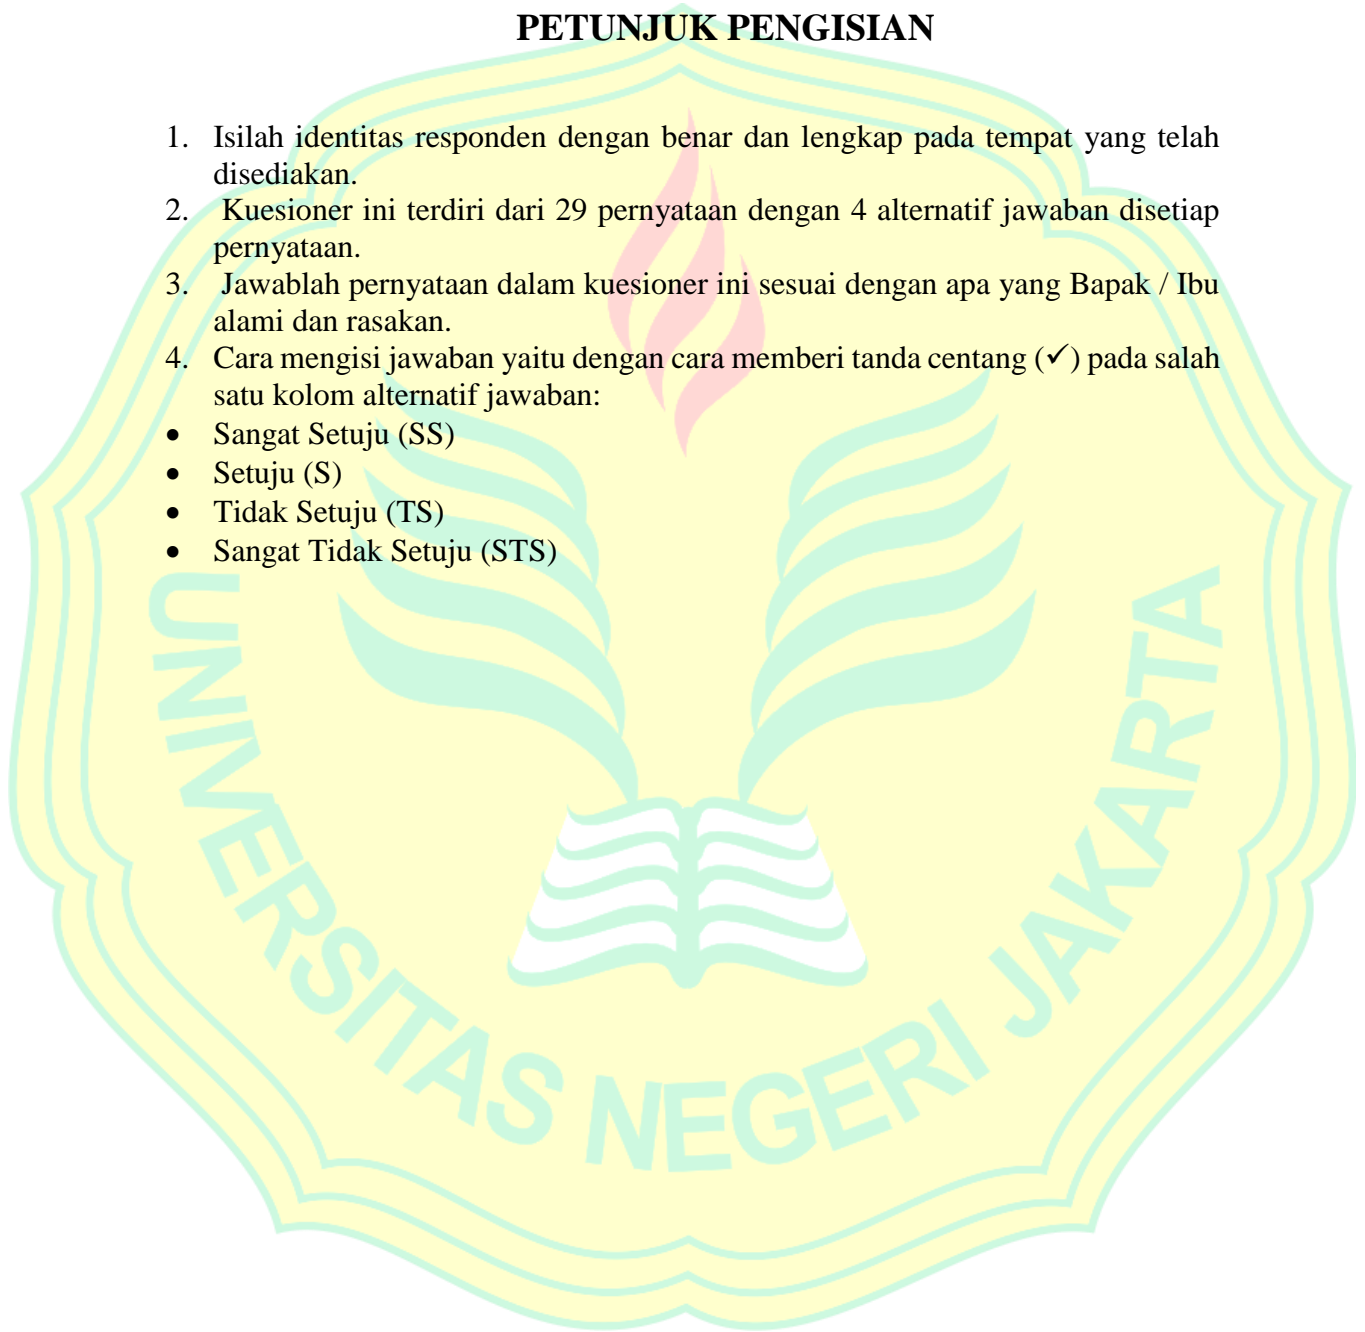 PETUNJUK PENGISIAN
1. Isilah identitas responden dengan benar dan lengkap pada tempat yang telah
disediakan.
2. Kuesioner ini terdiri dari 29 pernyataan dengan 4 alternatif jawaban disetiap
pernyataan.
3. Jawablah pernyataan dalam kuesioner ini sesuai dengan apa yang Bapak / Ibu
alami dan rasakan.
4. Cara mengisi jawaban yaitu dengan cara memberi tanda centang (✓) pada salah
satu kolom alternatif jawaban:
• Sangat Setuju (SS)
• Setuju (S)
• Tidak Setuju (TS)
• Sangat Tidak Setuju (STS)
UNIVERSITAS NEGERI JAKARTA